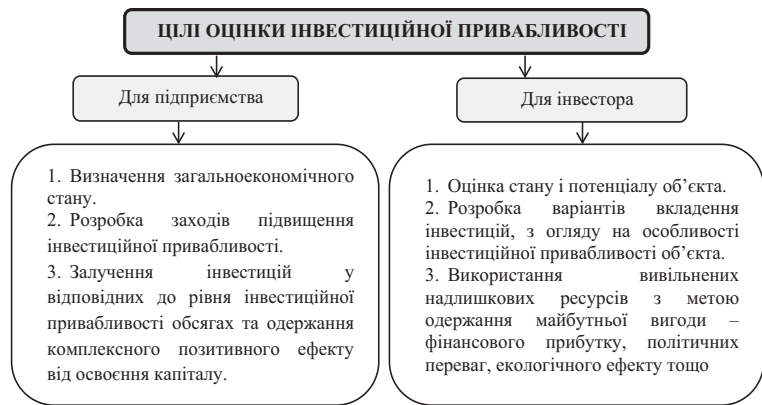 ЦІЛІ ОЦІНКИ ІНВЕСТИЦІЙНОЇ ПРИВАБЛИВОСТІ
Для підприємства
1. Визначення загальноекономічного
стану.
2. Розробка заходів підвищення
інвестиційної привабливості.
3. Залучення інвестицій у
відповідних до рівня інвестиційної
привабливості обсягах та одержання
комплексного позитивного ефекту
від освоєння капіталу.
Для інвестора
1. Оцінка стану і потенціалу об’єкта.
2. Розробка варіантів вкладення
інвестицій, з огляду на особливості
інвестиційної привабливості об’єкта.
3. Використання вивільнених
надлишкових ресурсів з метою
одержання майбутньої вигоди –
фінансового прибутку, політичних
переваг, екологічного ефекту тощо